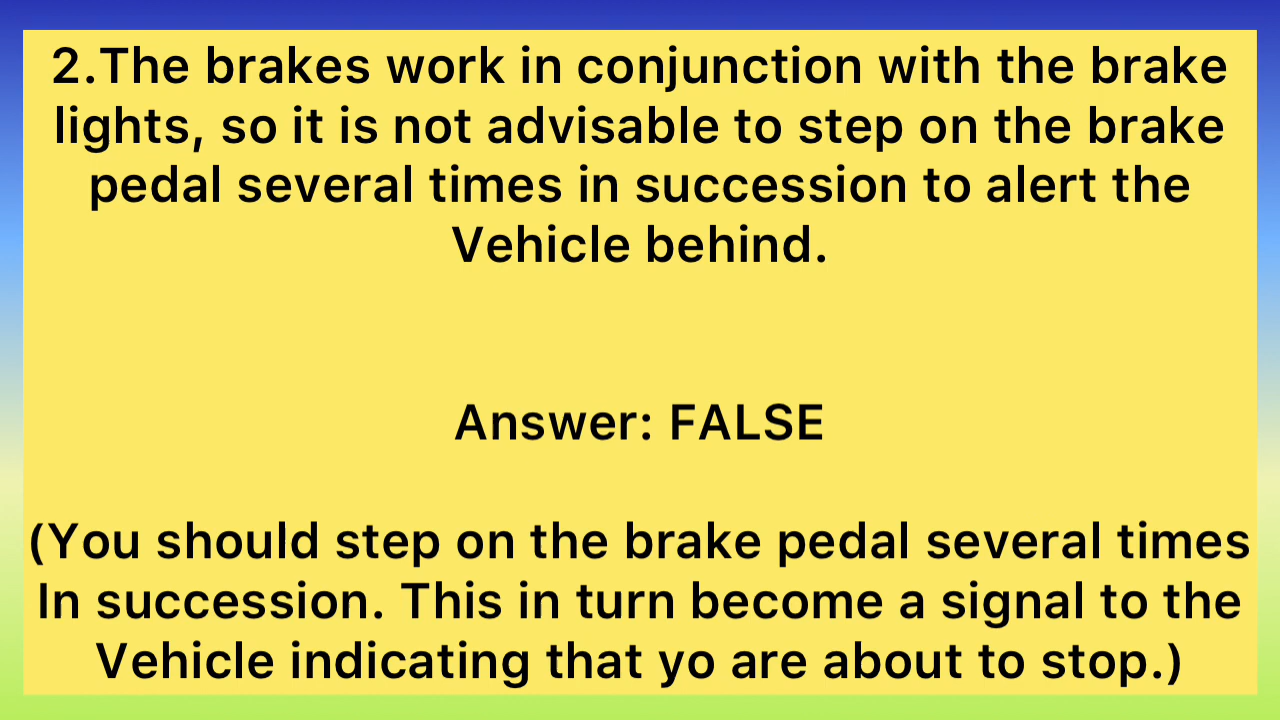 2.The brakes work in conjunction with the brake
lights, so it is not advisable to step on the brake
pedal several times in succession to alert the
Vehicle behind.
Answer: FALSE
(You should step on the brake pedal several times
In succession. This in turn become a signal to the
Vehicle indicating that yo are about to stop.)